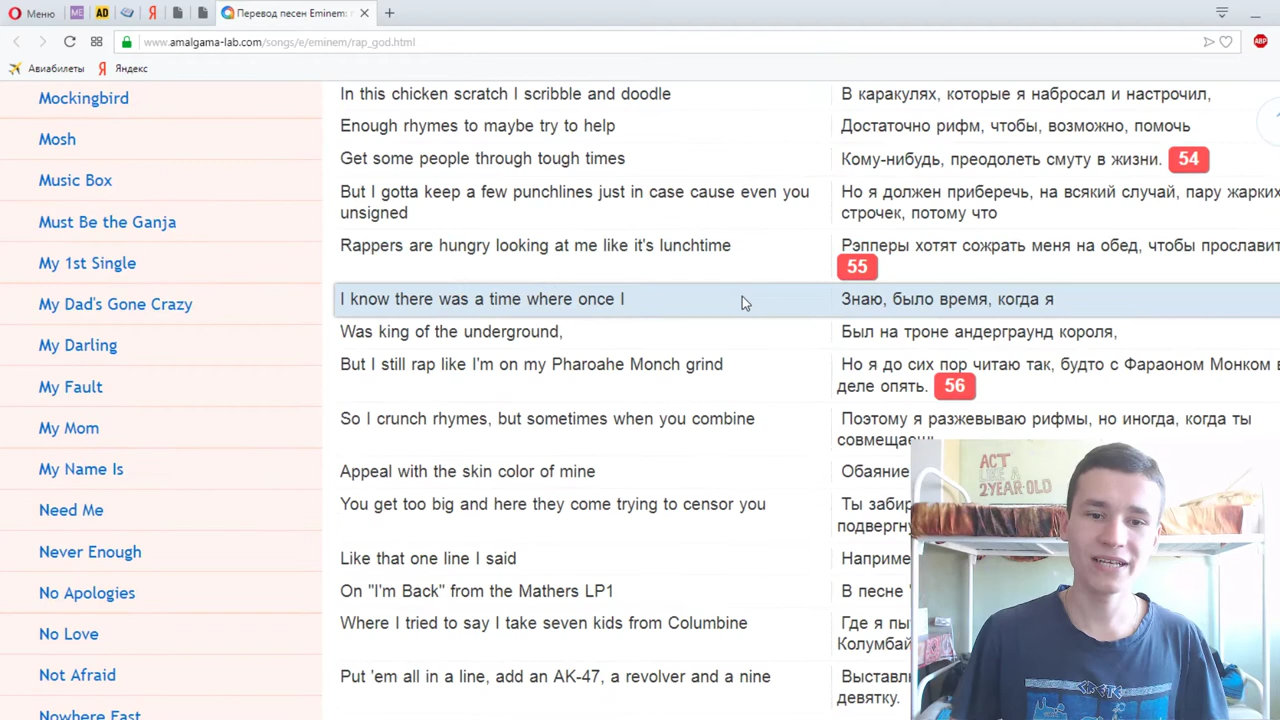 Меню
ME
AD
Я
Перевод песен Eminem:
www.amalgama-lab.com/songs/e/eminem/rap_god.html
ABP
Авиабилеты
Я Яндекс
Mockingbird
Mosh
Music Box
Must Be the Ganja
My 1st Single
My Dad's Gone Crazy
My Darling
My Fault
My Mom
My Name Is
Need Me
Never Enough
No Apologies
No Love
Not Afraid
Nowhere Fast
In this chicken scratch I scribble and doodle
Enough rhymes to maybe try to help
Get some people through tough times
But I gotta keep a few punchlines just in case cause even you
unsigned
Rappers are hungry looking at me like it's lunchtime
I know there was a time where once I
Was king of the underground,
But I still rap like I'm on my Pharoahe Monch grind
So I crunch rhymes, but sometimes when you combine
Appeal with the skin color of mine
You get too big and here they come trying to censor you
Like that one line I said
On "I'm Back" from the Mathers LP1
Where I tried to say I take seven kids from Columbine
Put 'em all in a line, add an AK-47, a revolver and a nine
В каракулях, которые я набросал и настрочил,
Достаточно рифм, чтобы, возможно, помочь
Кому-нибудь, преодолеть смуту в жизни. 54
Но я должен приберечь, на всякий случай, пару жарких
строчек, потому что
Рэпперы хотят сожрать меня на обед, чтобы прославит
55
Знаю, было время, когда я
Был на троне андерграунд короля,
Но я до сих пор читаю так, будто с Фараоном Монком в
деле опять. 56
Поэтому я разжевываю рифмы, но иногда, когда ты
совмещаешь
Обаяние
Ты забир
подвергну
Наприме
В песне
Где я пы
Колумбай
Выставл
девятку.
ACT
LIKE A
2 YEAR OLD